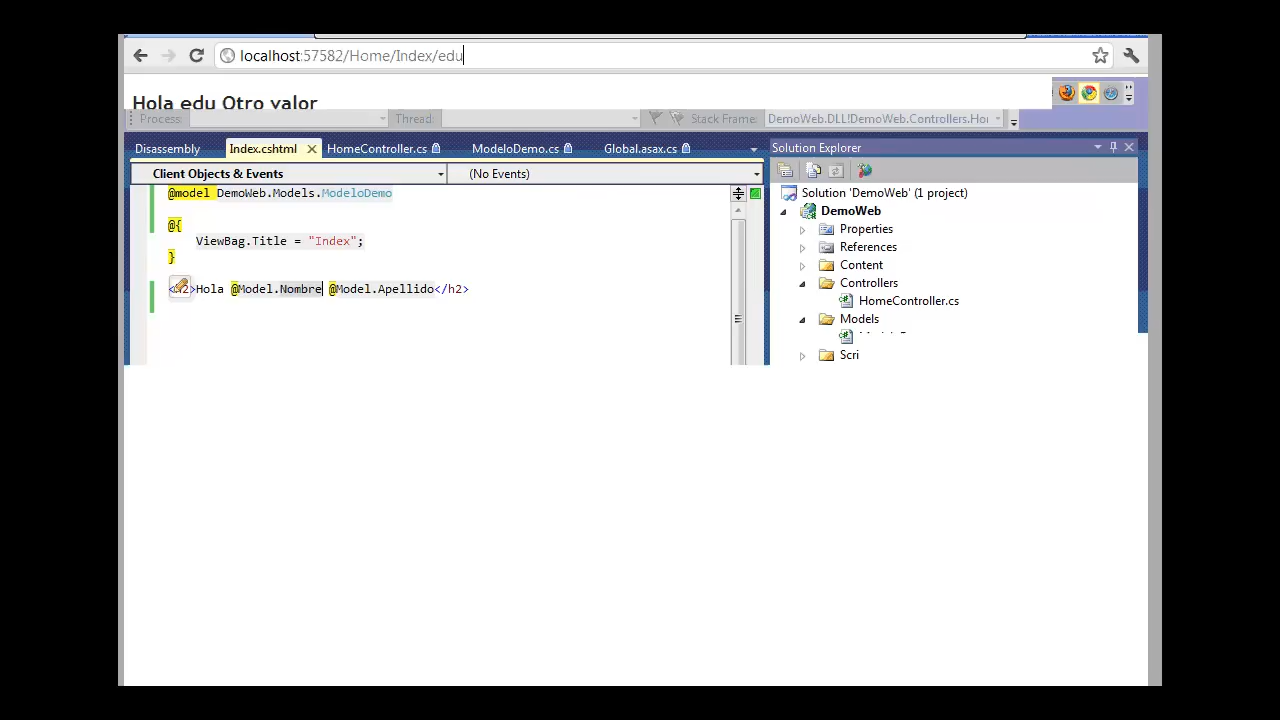 localhost:57582/Home/Index/edu
Hola edu Otro valor
Process: Thread: Stack Frame: DemoWeb.DLL!DemoWeb.Controllers.Ho
Disassembly Index.cshtml HomeController.cs ModeloDemo.cs Global.asax.cs
Solution Explorer
Client Objects & Events (No Events)
@model DemoWeb.Models.ModeloDemo
@{
ViewBag.Title = "Index";
}
Hola @Model.Nombre @Model.Apellido</h2>
Solution 'DemoWeb' (1 project)
DemoWeb
Properties
References
Content
Controllers
HomeController.cs
Models
Scri